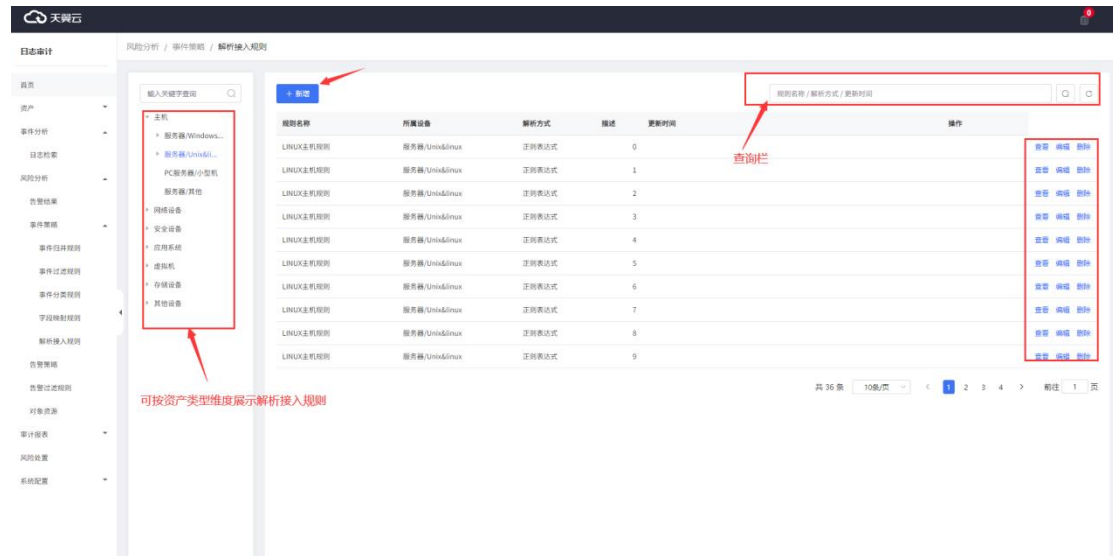 天翼云
0
日志审计
风险分析 / 事件策略 / 解析接入规则
首页
资产
事件分析
日志检索
风险分析
告警结果
事件策略
事件归并规则
事件过滤规则
事件分类规则
字段映射规则
解析接入规则
告警策略
告警过滤规则
对象资源
审计报表
风险处置
系统配置
输入关键字查询
主机
服务器/Windows...
服务器/Unix&li...
PC服务器/小型机
服务器/其他
网络设备
安全设备
应用系统
虚拟机
存储设备
其他设备
可按资产类型维度展示解析接入规则
+ 新增
规则名称 / 解析方式 / 更新时间
查询栏
规则名称 所属设备 解析方式 描述 更新时间 操作
LINUX主机规则 服务器/Unix&linux 正则表达式 0 查看 编辑 删除
LINUX主机规则 服务器/Unix&linux 正则表达式 1 查看 编辑 删除
LINUX主机规则 服务器/Unix&linux 正则表达式 2 查看 编辑 删除
LINUX主机规则 服务器/Unix&linux 正则表达式 3 查看 编辑 删除
LINUX主机规则 服务器/Unix&linux 正则表达式 4 查看 编辑 删除
LINUX主机规则 服务器/Unix&linux 正则表达式 5 查看 编辑 删除
LINUX主机规则 服务器/Unix&linux 正则表达式 6 查看 编辑 删除
LINUX主机规则 服务器/Unix&linux 正则表达式 7 查看 编辑 删除
LINUX主机规则 服务器/Unix&linux 正则表达式 8 查看 编辑 删除
LINUX主机规则 服务器/Unix&linux 正则表达式 9 查看 编辑 删除
共 36 条 10条/页 < 1 2 3 4 > 前往 1 页